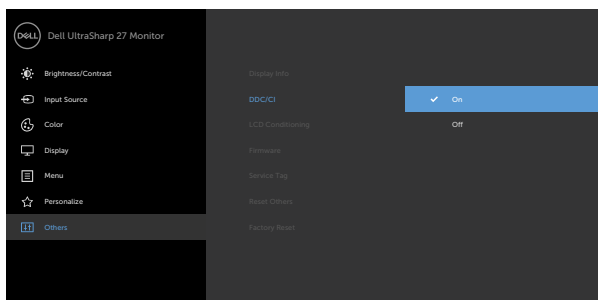 DELL
Dell UltraSharp 27 Monitor
Brightness/Contrast
Input Source
Color
Display
Menu
Personalize
Others
Display Info
DDC/CI
LCD Conditioning
Firmware
Service Tag
Reset Others
Factory Reset
On
Off